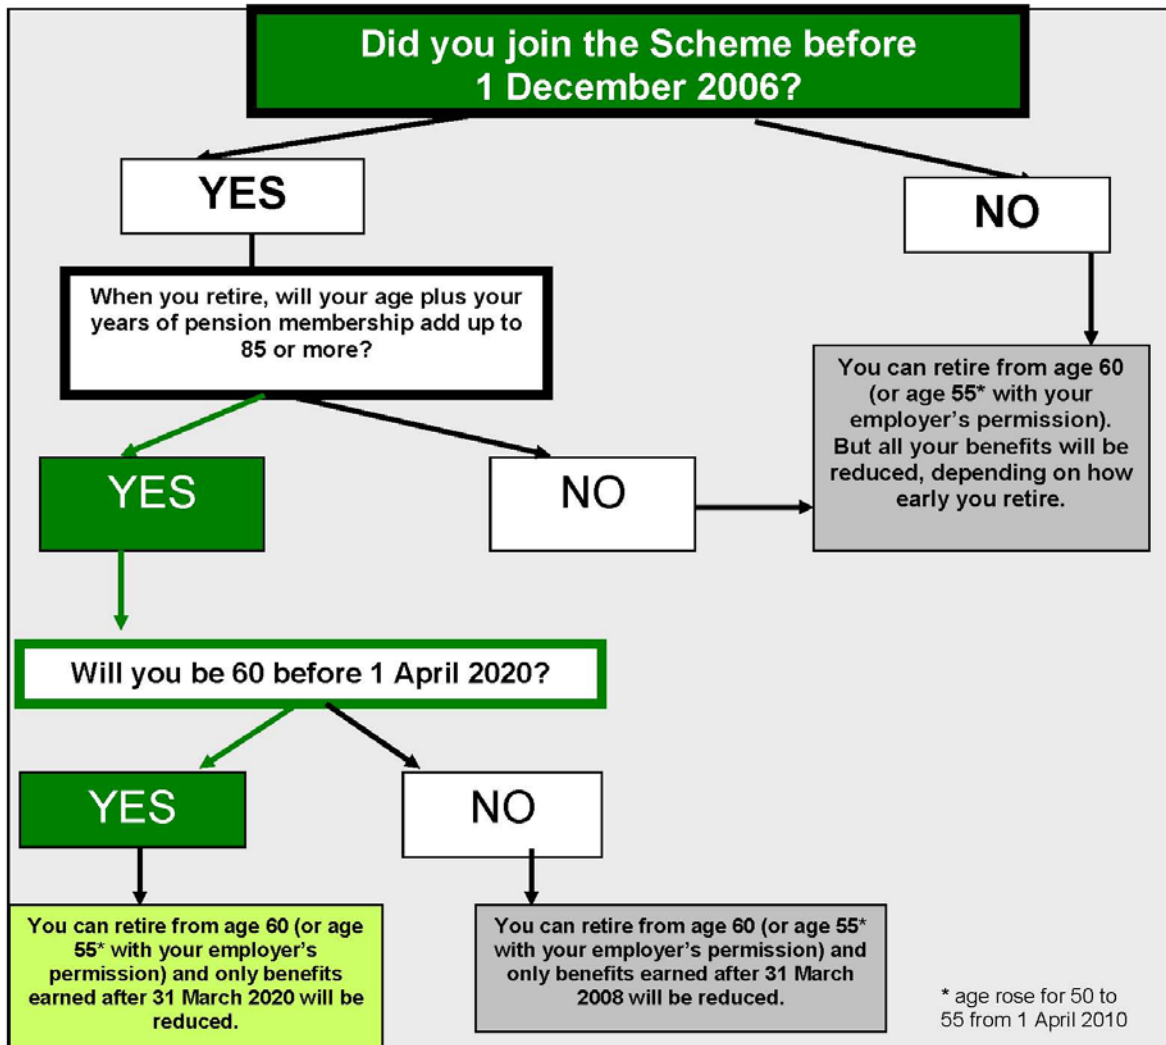 Did you join the Scheme before
1 December 2006?
YES
NO
When you retire, will your age plus your
years of pension membership add up to
85 or more?
You can retire from age 60
(or age 55* with your
employer's permission).
But all your benefits will be
reduced, depending on how
early you retire.
YES
NO
Will you be 60 before 1 April 2020?
YES
NO
You can retire from age 60 (or age
55* with your employer's
permission) and only benefits
earned after 31 March 2020 will be
reduced.
You can retire from age 60 (or age 55*
with your employer's permission) and
only benefits earned after 31 March
2008 will be reduced.
* age rose for 50 to
55 from 1 April 2010